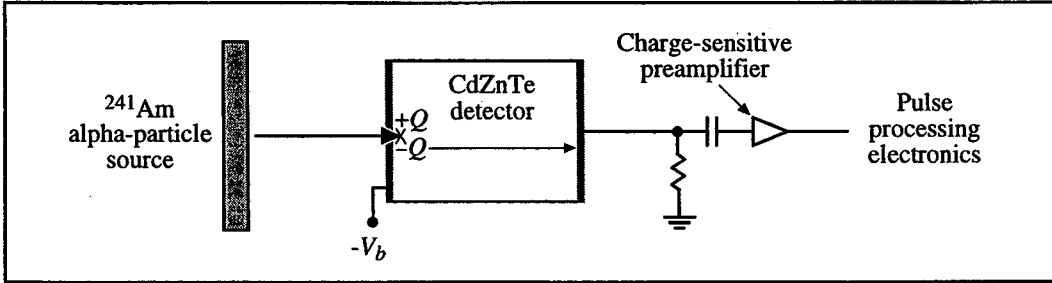 ²⁴¹Am
alpha-particle
source
+Q
−Q
-V_b
CdZnTe
detector
Charge-sensitive
preamplifier
Pulse
processing
electronics